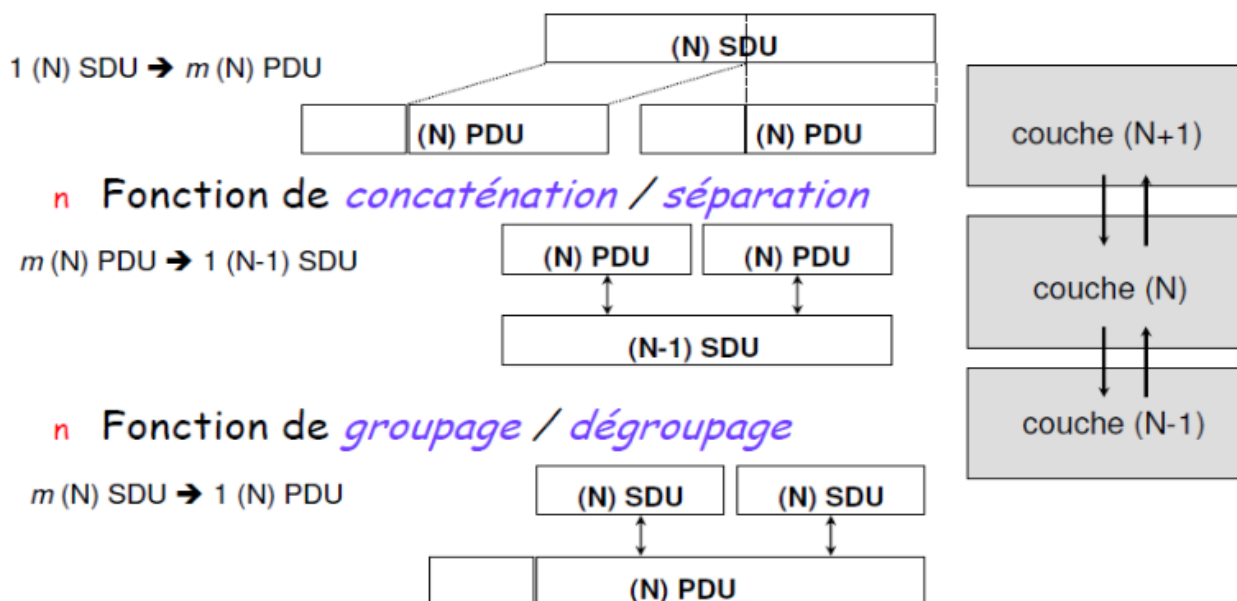 (N) SDU
1 (N) SDU ➔ m (N) PDU
(N) PDU (N) PDU
n Fonction de concaténation / séparation
m (N) PDU ➔ 1 (N-1) SDU
(N) PDU (N) PDU
(N-1) SDU
n Fonction de groupage / dégroupage
m (N) SDU ➔ 1 (N) PDU
(N) SDU (N) SDU
(N) PDU
couche (N+1)
couche (N)
couche (N-1)